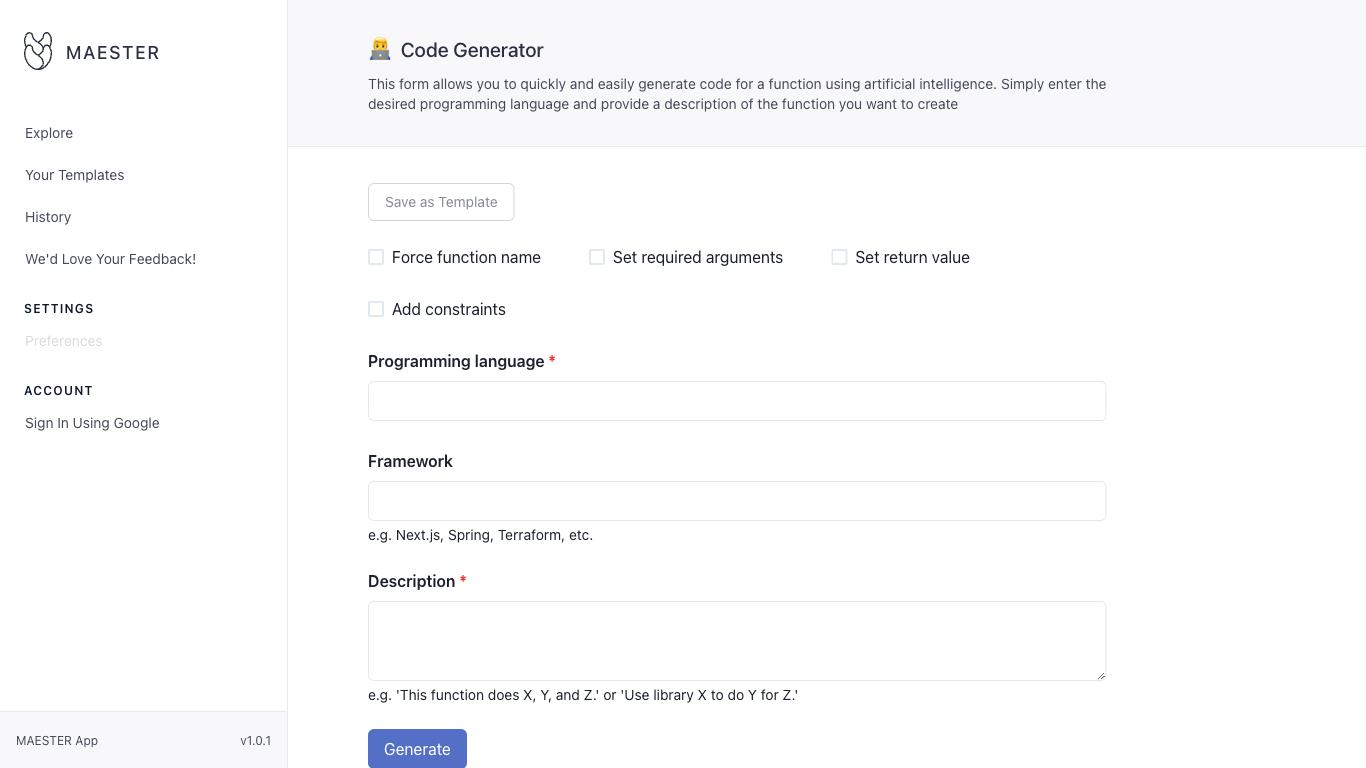 MAESTER
Explore
Your Templates
History
We'd Love Your Feedback!
SETTINGS
Preferences
ACCOUNT
Sign In Using Google
MAESTER App
v1.0.1
Code Generator
This form allows you to quickly and easily generate code for a function using artificial intelligence. Simply enter the
desired programming language and provide a description of the function you want to create
Save as Template
Force function name
Set required arguments
Set return value
Add constraints
Programming language *
Framework
e.g. Next.js, Spring, Terraform, etc.
Description *
e.g. 'This function does X, Y, and Z.' or 'Use library X to do Y for Z.'
Generate